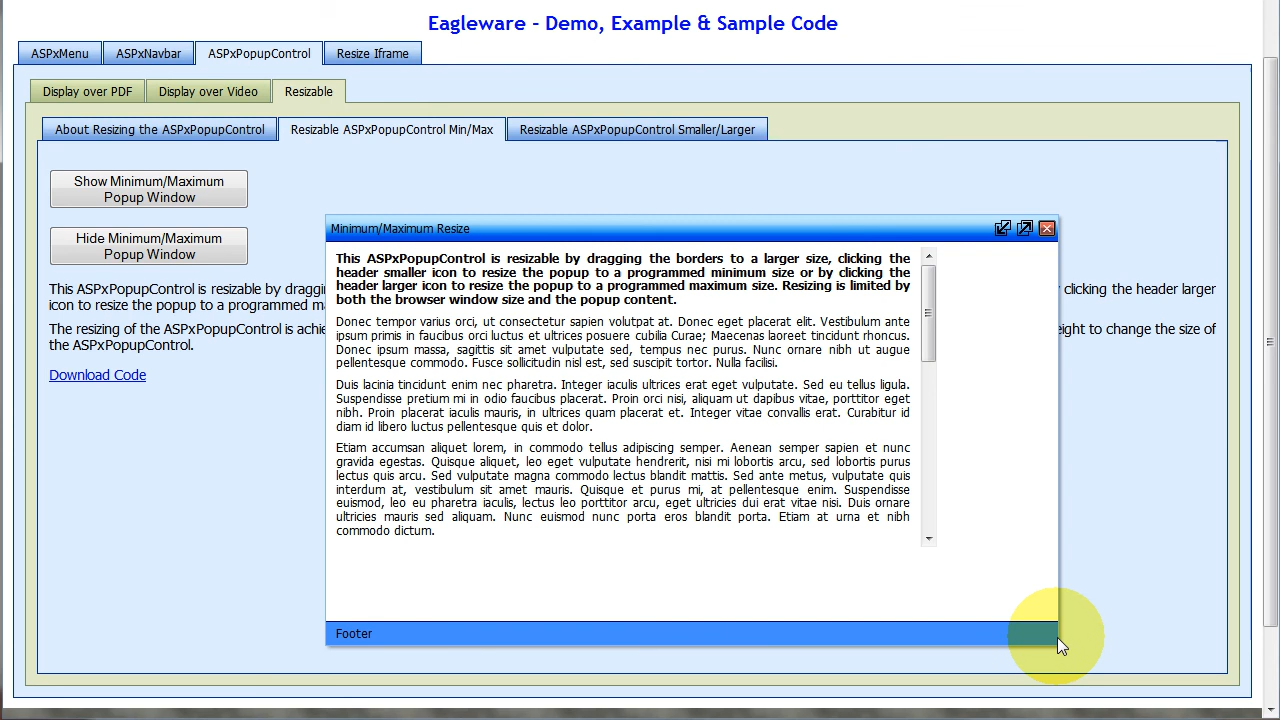 Eagleware - Demo, Example & Sample Code
ASPxMenu
ASPxNavbar
ASPxPopupControl
Resize Iframe
Display over PDF
Display over Video
Resizable
About Resizing the ASPxPopupControl
Resizable ASPxPopupControl Min/Max
Resizable ASPxPopupControl Smaller/Larger
Show Minimum/Maximum
Popup Window
Hide Minimum/Maximum
Popup Window
This ASPxPopupControl is resizable by dragging clicking the header larger
icon to resize the popup to a programmed
The resizing of the ASPxPopupControl is to change the size of
the ASPxPopupControl.
Download Code
Minimum/Maximum Resize
This ASPxPopupControl is resizable by dragging the borders to a larger size, clicking the
header smaller icon to resize the popup to a programmed minimum size or by clicking the
header larger icon to resize the popup to a programmed maximum size. Resizing is limited by
both the browser window size and the popup content.
Donec tempor varius orci, ut consectetur sapien volutpat at. Donec eget placerat elit. Vestibulum ante
ipsum primis in faucibus orci luctus et ultrices posuere cubilia Curae; Maecenas laoreet tincidunt rhoncus.
Donec ipsum massa, sagittis sit amet vulputate sed, tempus nec purus. Nunc ornare nibh ut augue
pellentesque commodo. Fusce sollicitudin nisl est, sed suscipit tortor. Nulla facilisi.
Duis lacinia tincidunt enim nec pharetra. Integer iaculis ultrices erat eget vulputate. Sed eu tellus ligula.
Suspendisse pretium mi in odio faucibus placerat. Proin orci nisi, aliquam ut dapibus vitae, porttitor eget
nibh. Proin placerat iaculis mauris, in ultrices quam placerat et. Integer vitae convallis erat. Curabitur id
diam id libero luctus pellentesque quis et dolor.
Etiam accumsan aliquet lorem, in commodo tellus adipiscing semper. Aenean semper sapien et nunc
gravida egestas. Quisque aliquet, leo eget vulputate hendrerit, nisi mi lobortis arcu, sed lobortis purus
lectus quis arcu. Sed vulputate magna commodo lectus blandit mattis. Sed ante metus, vulputate quis
interdum at, vestibulum sit amet mauris. Quisque et purus mi, at pellentesque enim. Suspendisse
euismod, leo eu pharetra iaculis, lectus leo porttitor arcu, eget ultricies dui erat vitae nisi. Duis ornare
ultricies mauris sed aliquam. Nunc euismod nunc porta eros blandit porta. Etiam at urna et nibh
commodo dictum.
Footer